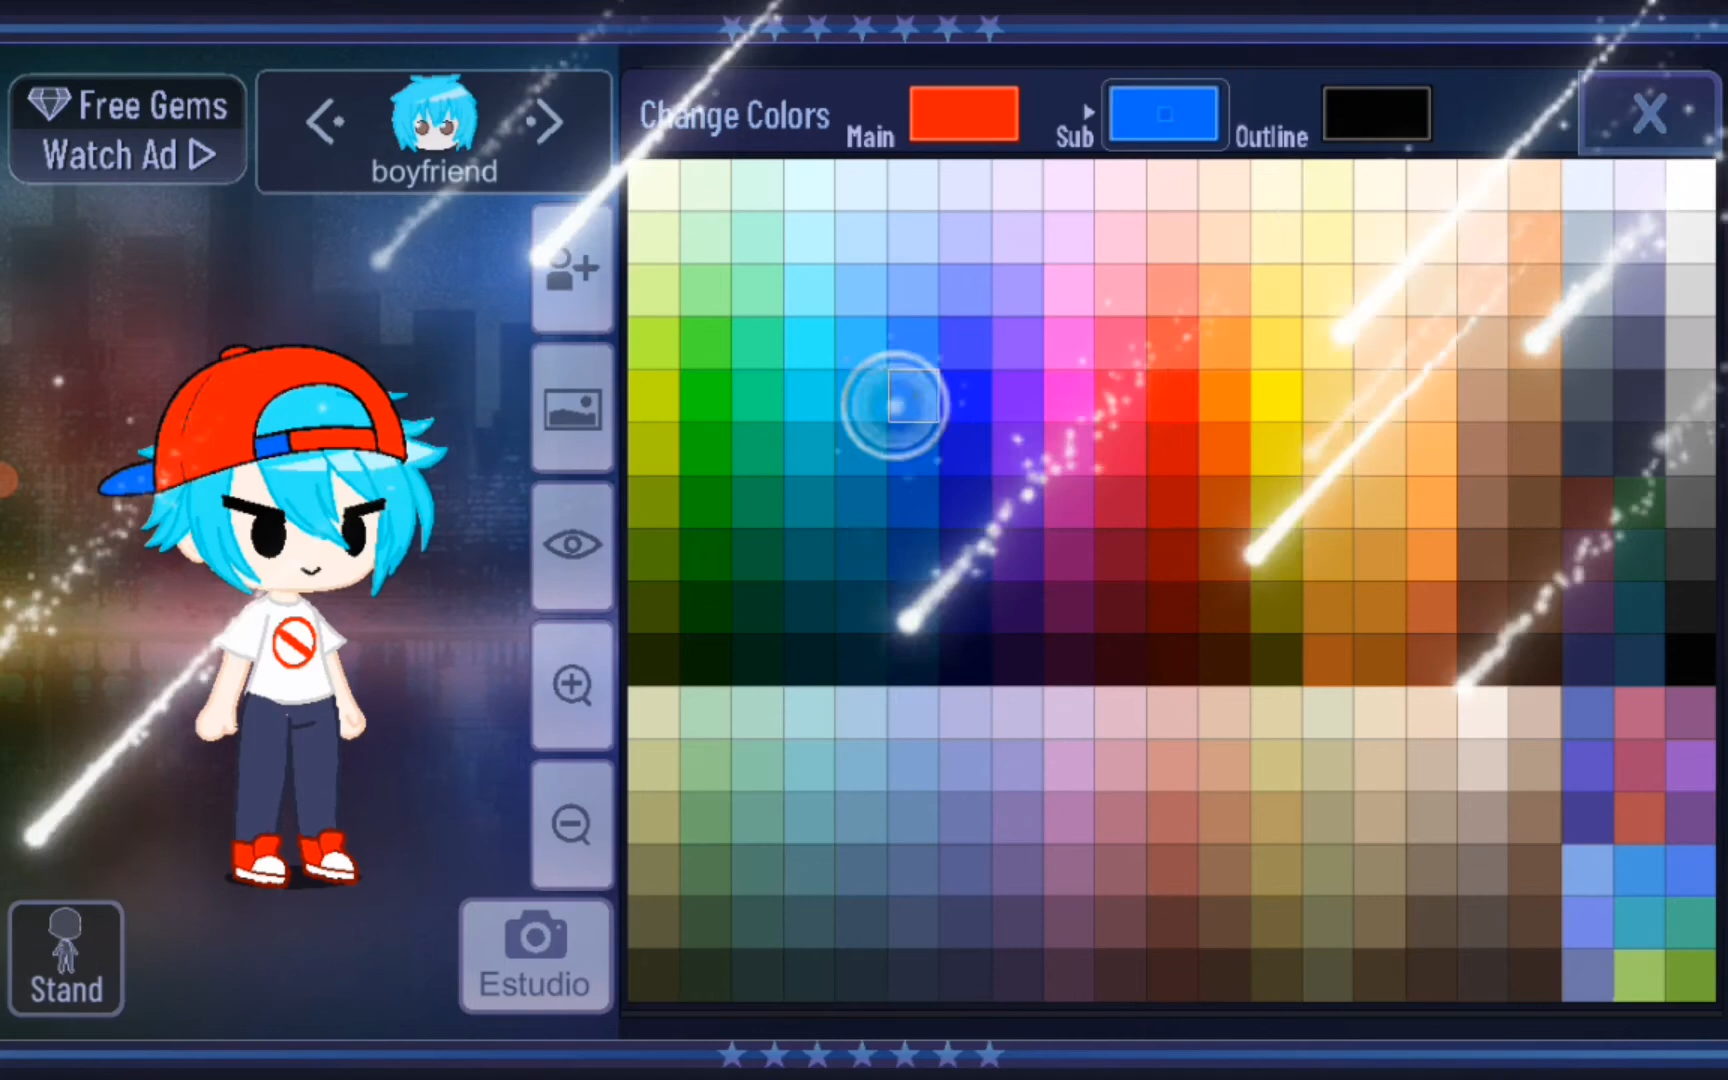 Free Gems
Watch Ad
boyfriend
Change Colors
Main
Sub
Outline
X
Stand
Estudio